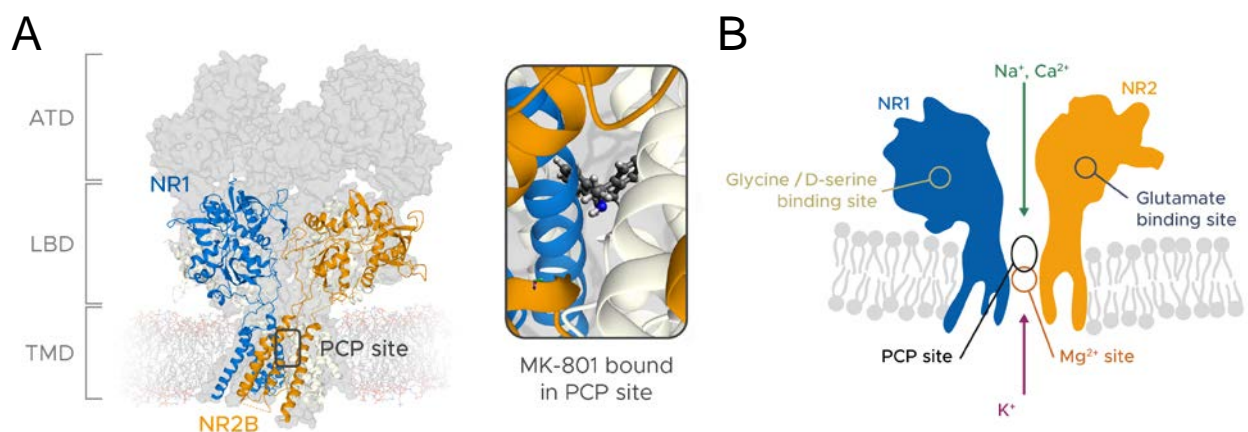 A
ATD
NR1
LBD
TMD
PCP site
NR2B
MK-801 bound
in PCP site
B
Na⁺, Ca²⁺
NR1
NR2
Glycine / D-serine
binding site
Glutamate
binding site
PCP site
Mg²⁺ site
K⁺